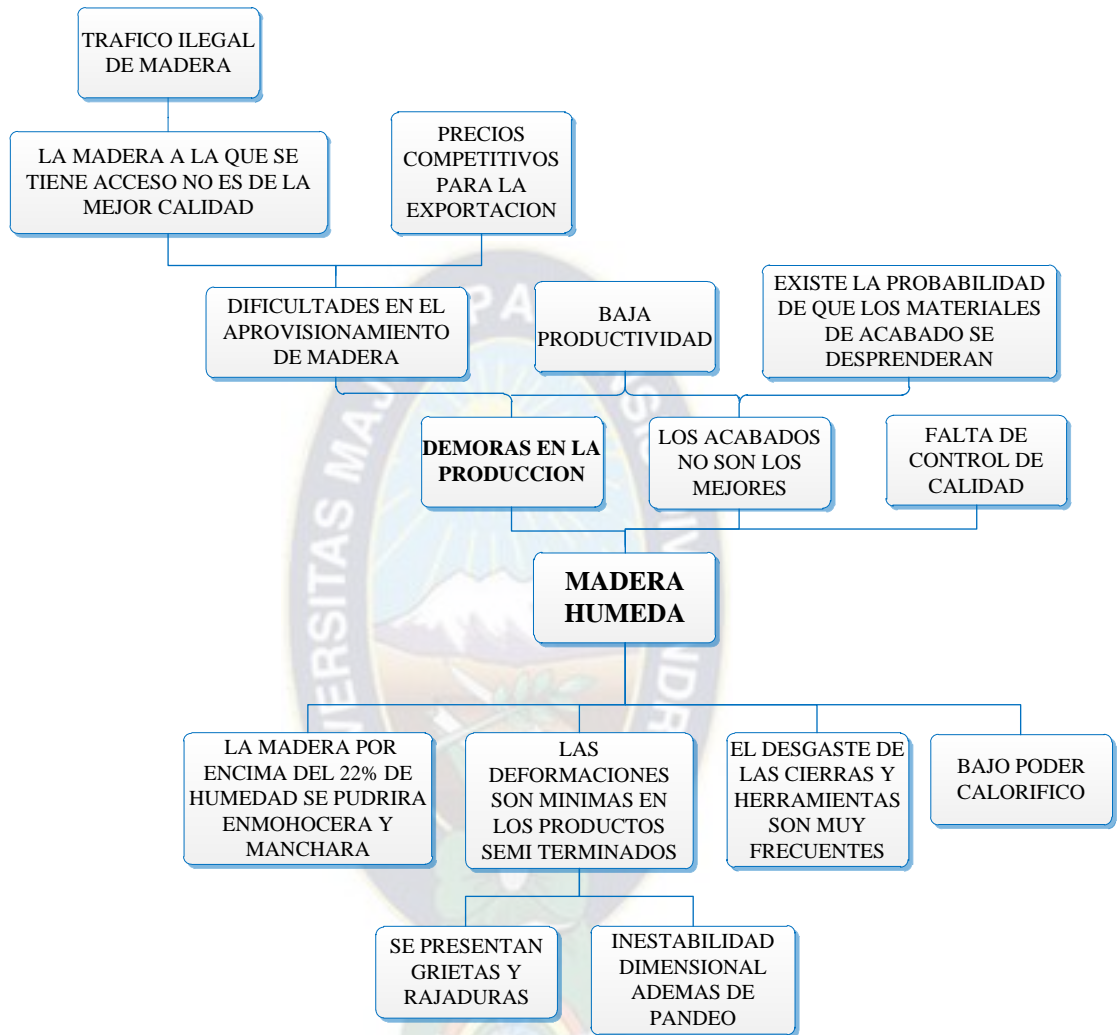 TRAFICO ILEGAL
DE MADERA
LA MADERA A LA QUE SE
TIENE ACCESO NO ES DE LA
MEJOR CALIDAD
PRECIOS
COMPETITIVOS
PARA LA
EXPORTACION
DIFICULTADES EN EL
APROVISIONAMIENTO
DE MADERA
BAJA
PRODUCTIVIDAD
EXISTE LA PROBABILIDAD
DE QUE LOS MATERIALES
DE ACABADO SE
DESPRENDERAN
DEMORAS EN LA
PRODUCCION
LOS ACABADOS
NO SON LOS
MEJORES
FALTA DE
CONTROL DE
CALIDAD
MADERA
HUMEDA
LA MADERA POR
ENCIMA DEL 22% DE
HUMEDAD SE PUDRIRA
ENMOHOCERA Y
MANCHARA
LAS
DEFORMACIONES
SON MINIMAS EN
LOS PRODUCTOS
SEMI TERMINADOS
EL DESGASTE DE
LAS CIERRAS Y
HERRAMIENTAS
SON MUY
FRECUENTES
BAJO PODER
CALORIFICO
SE PRESENTAN
GRIETAS Y
RAJADURAS
INESTABILIDAD
DIMENSIONAL
ADEMAS DE
PANDEO